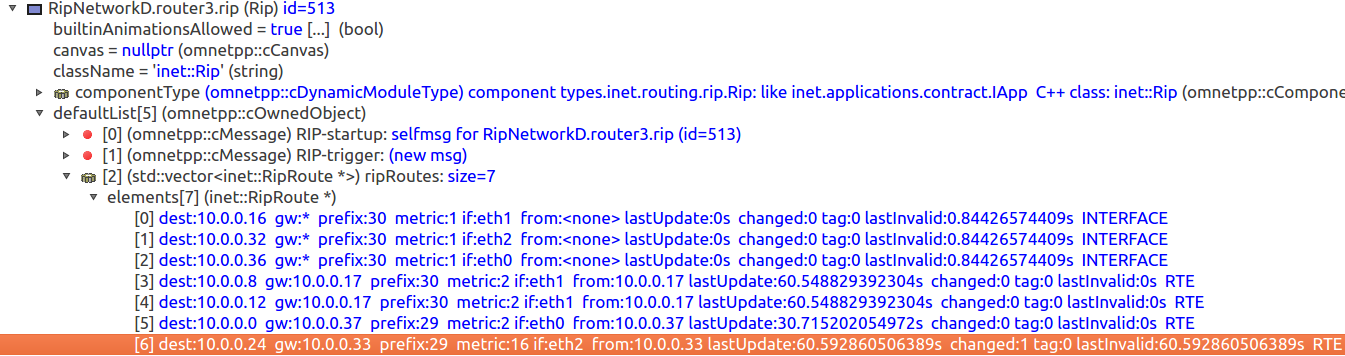 RipNetworkD.router3.rip (Rip) id=513
builtinAnimationsAllowed = true [...] (bool)
canvas = nullptr (omnetpp::cCanvas)
className = 'inet::Rip' (string)
componentType (omnetpp::cDynamicModuleType) component types.inet.routing.rip.Rip: like inet.applications.contract.IApp C++ class: inet::Rip (omnetpp::cCompone
defaultList[5] (omnetpp::cOwnedObject)
[0] (omnetpp::cMessage) RIP-startup: selfmsg for RipNetworkD.router3.rip (id=513)
[1] (omnetpp::cMessage) RIP-trigger: (new msg)
[2] (std::vector<inet::RipRoute *>) ripRoutes: size=7
elements[7] (inet::RipRoute *)
[0] dest:10.0.0.16 gw:* prefix:30 metric:1 if:eth1 from:<none> lastUpdate:0s changed:0 tag:0 lastInvalid:0.84426574409s INTERFACE
[1] dest:10.0.0.32 gw:* prefix:30 metric:1 if:eth2 from:<none> lastUpdate:0s changed:0 tag:0 lastInvalid:0.84426574409s INTERFACE
[2] dest:10.0.0.36 gw:* prefix:30 metric:1 if:eth0 from:<none> lastUpdate:0s changed:0 tag:0 lastInvalid:0.84426574409s INTERFACE
[3] dest:10.0.0.8 gw:10.0.0.17 prefix:30 metric:2 if:eth1 from:10.0.0.17 lastUpdate:60.548829392304s changed:0 tag:0 lastInvalid:0s RTE
[4] dest:10.0.0.12 gw:10.0.0.17 prefix:30 metric:2 if:eth1 from:10.0.0.17 lastUpdate:60.548829392304s changed:0 tag:0 lastInvalid:0s RTE
[5] dest:10.0.0.0 gw:10.0.0.37 prefix:29 metric:2 if:eth0 from:10.0.0.37 lastUpdate:30.715202054972s changed:0 tag:0 lastInvalid:0s RTE
[6] dest:10.0.0.24 gw:10.0.0.33 prefix:29 metric:16 if:eth2 from:10.0.0.33 lastUpdate:60.592860506389s changed:1 tag:0 lastInvalid:60.592860506389s RTE